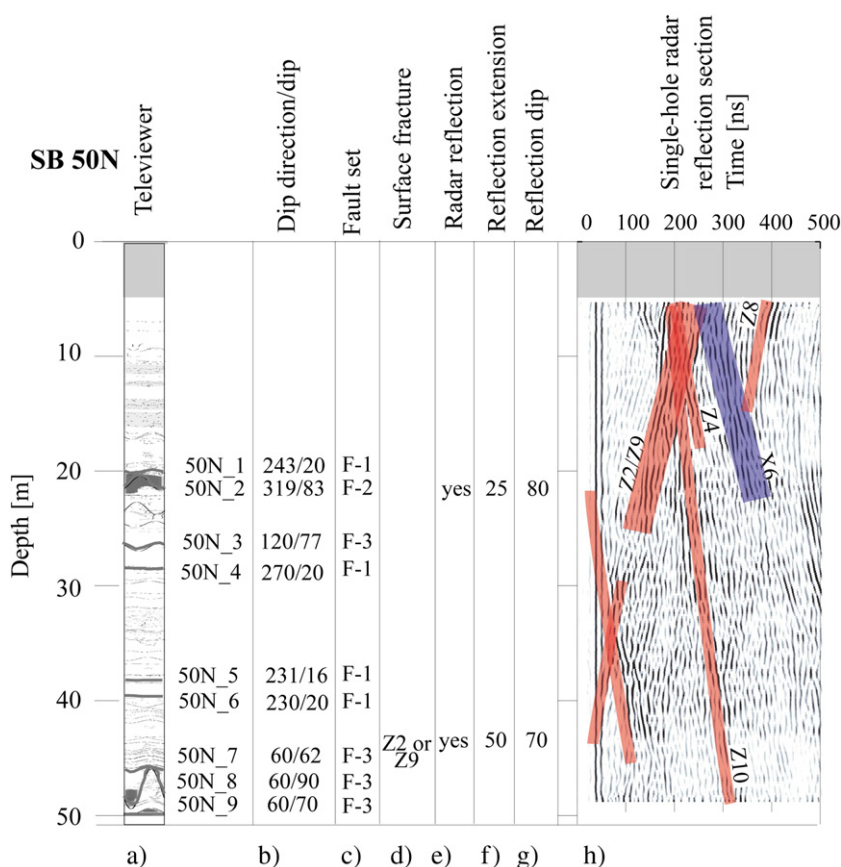 SB 50N
Televiewer
Dip direction/dip
Fault set
Surface fracture
Radar reflection
Reflection extension
Reflection dip
Single-hole radar
reflection section
Time [ns]
0 100 200 300 400 500
Depth [m]
0
10
20
30
40
50
50N_1 243/20 F-1
50N_2 319/83 F-2 yes 25 80
50N_3 120/77 F-3
50N_4 270/20 F-1
50N_5 231/16 F-1
50N_6 230/20 F-1
50N_7 60/62 F-3 Z2 or Z9 yes 50 70
50N_8 60/90 F-3
50N_9 60/70 F-3
Z8
Z4
Z2/Z9
X6
Z10
a) b) c) d) e) f) g) h)